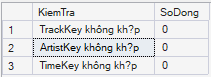 KiemTra SoDong
1 TrackKey không kh?p 0
2 ArtistKey không kh?p 0
3 TimeKey không kh?p 0